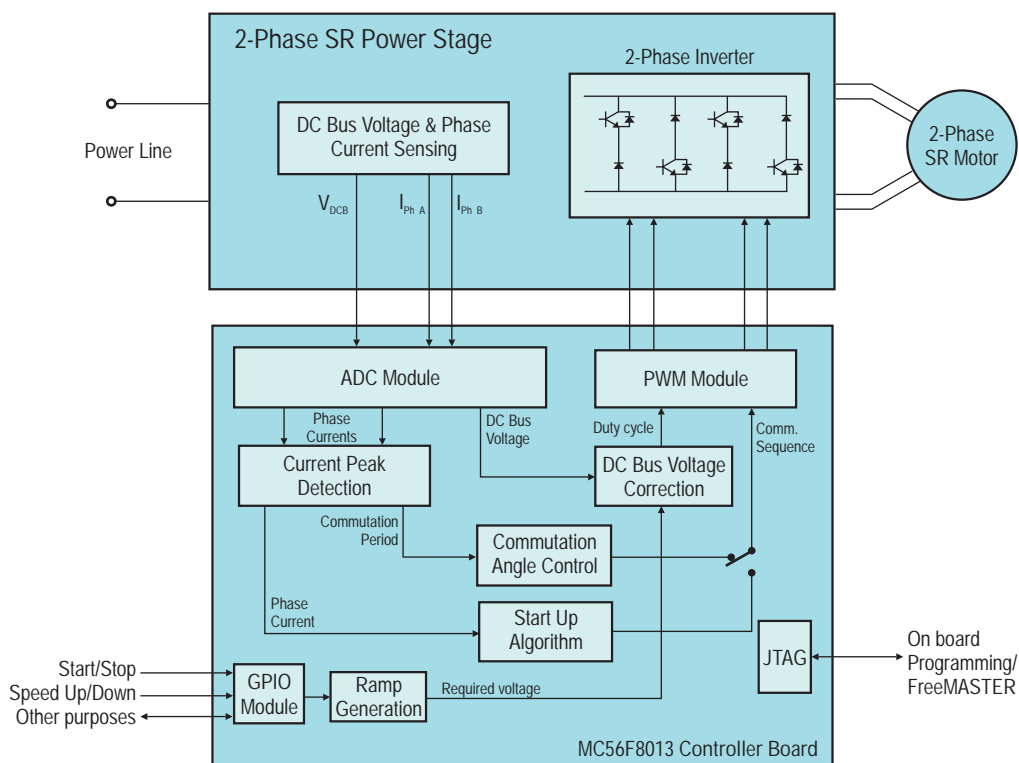 2-Phase SR Power Stage
2-Phase Inverter
DC Bus Voltage & Phase
Current Sensing
Power Line
2-Phase
SR Motor
V DCB
I Ph A
I Ph B
ADC Module
PWM Module
Phase
Currents
DC Bus
Voltage
Duty cycle
Comm.
Sequence
Current Peak
Detection
DC Bus Voltage
Correction
Commutation
Period
Commutation
Angle Control
Phase
Current
Start Up
Algorithm
JTAG
On board
Programming/
FreeMASTER
Start/Stop
Speed Up/Down
Other purposes
GPIO
Module
Ramp
Generation
Required voltage
MC56F8013 Controller Board